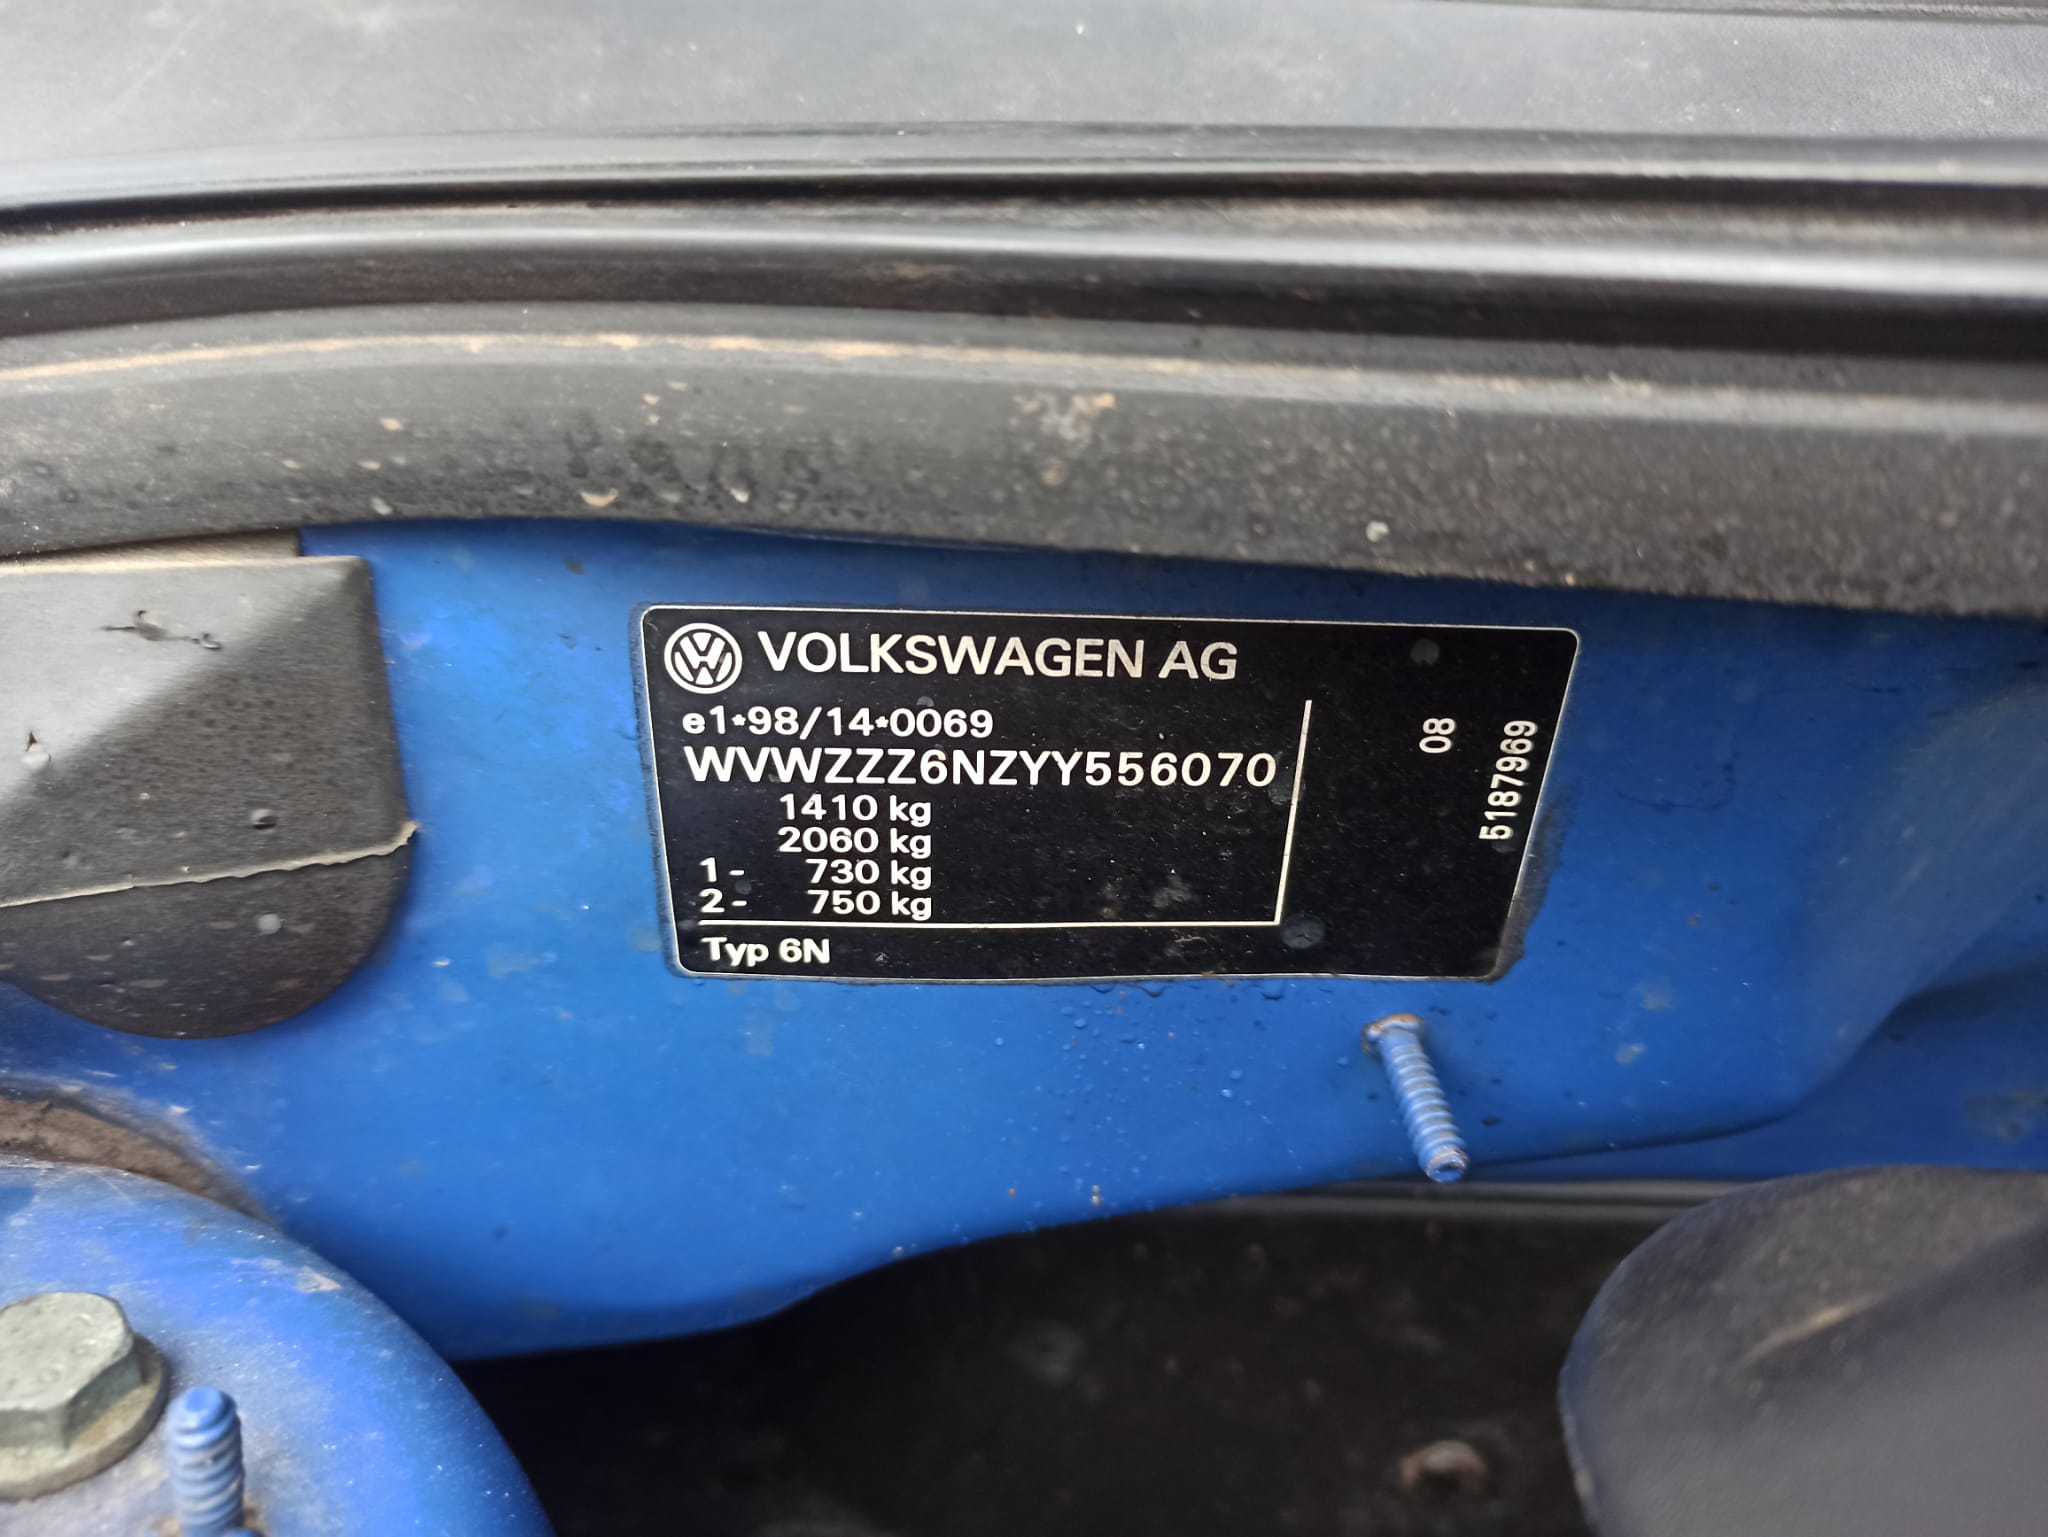 VOLKSWAGEN AG
e1*98/14*0069
WVWZZZ6NZYY556070
1410 kg
2060 kg
1- 730 kg
2- 750 kg
Typ 6N
08
5187969